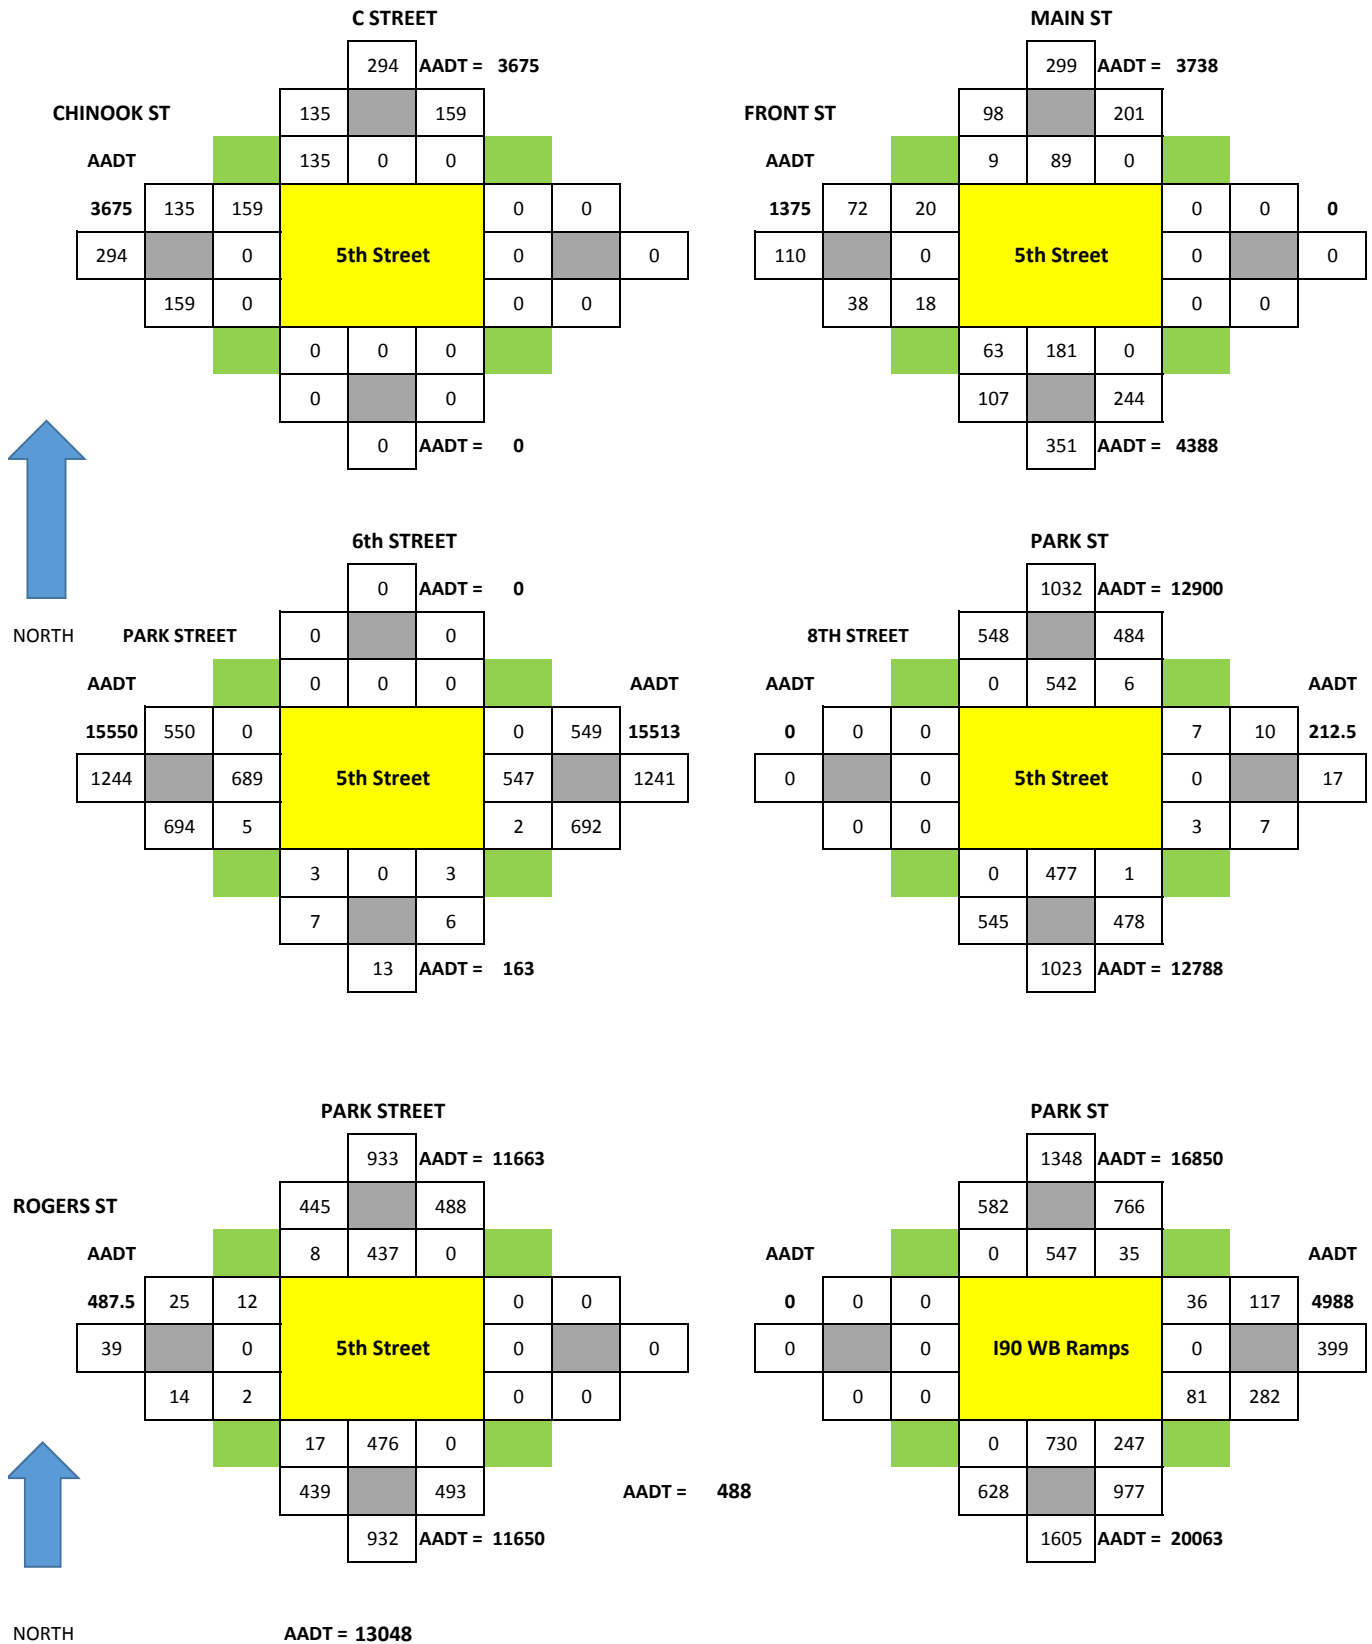 C STREET MAIN ST
294 AADT = 3675 299 AADT = 3738
CHINOOK ST 135 159 FRONT ST 98 201
AADT 135 0 0 AADT 9 89 0
3675 135 159 0 0 1375 72 20 0 0 0
294 0 5th Street 0 0 110 0 5th Street 0 0
159 0 0 0 38 18 0 0
0 0 0 63 181 0
0 0 107 244
0 AADT = 0 351 AADT = 4388
6th STREET PARK ST
0 AADT = 0 1032 AADT = 12900
NORTH PARK STREET 0 0 8TH STREET 548 484
AADT 0 0 0 AADT AADT 0 542 6 AADT
15550 550 0 0 549 15513 0 0 0 7 10 212.5
1244 689 5th Street 547 1241 0 0 5th Street 0 17
694 5 2 692 0 0 3 7
3 0 3 0 477 1
7 6 545 478
13 AADT = 163 1023 AADT = 12788
PARK STREET PARK ST
933 AADT = 11663 1348 AADT = 16850
ROGERS ST 445 488 582 766
AADT 8 437 0 AADT 0 547 35 AADT
487.5 25 12 0 0 0 0 0 36 117 4988
39 0 5th Street 0 0 0 0 I90 WB Ramps 0 399
14 2 0 0 0 0 81 282
17 476 0 0 730 247
439 493 AADT = 488 628 977
932 AADT = 11650 1605 AADT = 20063
NORTH AADT = 13048